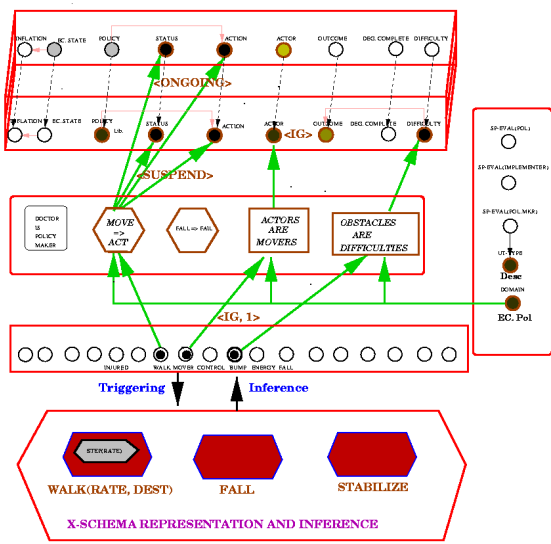 INFLATION EC. STATE POLICY STATUS ACTION ACTOR OUTCOME DEG. COMPLETE DIFFICULTY
<ONGOING>
INFLATION EC.STATE POLICY Lib. STATUS ACTION ACTOR <IG> OUTCOME DEG. COMPLETE DIFFICULTY
<SUSPEND>
SP-EVAL(POL)
SP-EVAL(IMPLEMENTER)
SP-EVAL(POL.MKR)
UT-TYPE
Desc
DOMAIN
EC. Pol
DOCTOR
IS
POLICY
MAKER
MOVE
=>
ACT
FALL => FAIL
ACTORS
ARE
MOVERS
OBSTACLES
ARE
DIFFICULTIES
<IG, 1>
INJURED WALK MOVER CONTROL BUMP ENERGY FALL
Triggering Inference
STEP(RATE)
WALK(RATE, DEST) FALL STABILIZE
X-SCHEMA REPRESENTATION AND INFERENCE